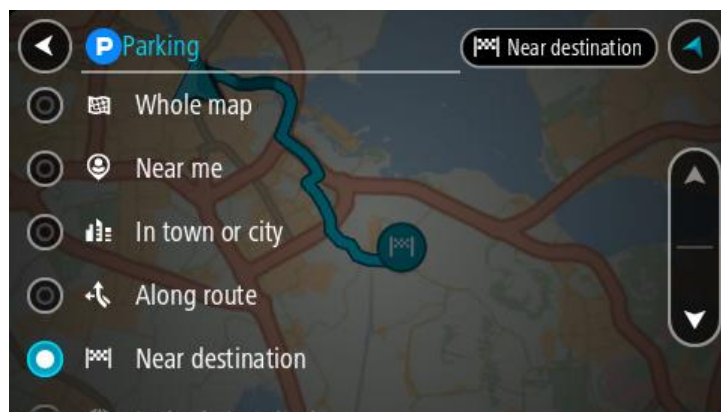 P Parking
Near destination
Whole map
Near me
In town or city
Along route
Near destination